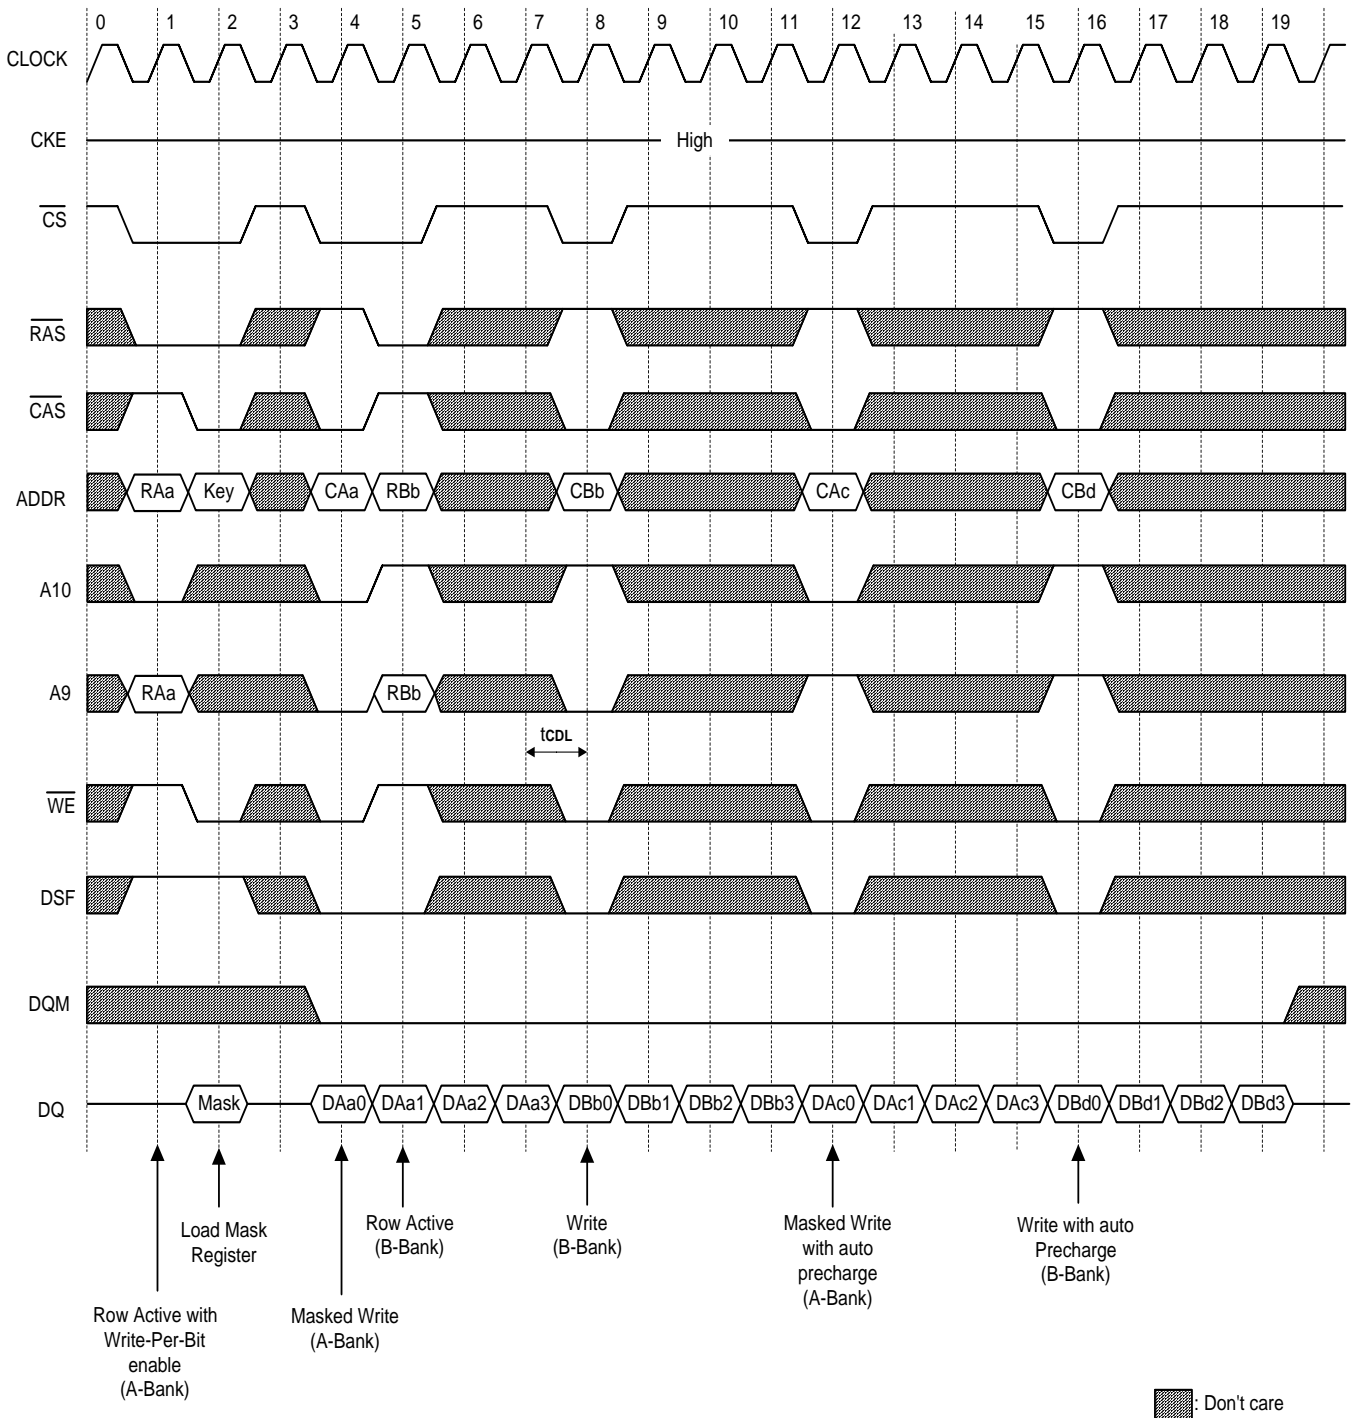 0 1 2 3 4 5 6 7 8 9 10 11 12 13 14 15 16 17 18 19
CLOCK
CKE High
CS
RAS
CAS
ADDR RAa Key CAa RBb CBb CAc CBd
A10
A9 RAa RBb
tCDL
WE
DSF
DQM
DQ Mask DAa0 DAa1 DAa2 DAa3 DBb0 DBb1 DBb2 DBb3 DAc0 DAc1 DAc2 DAc3 DBd0 DBd1 DBd2 DBd3
Row Active with
Write-Per-Bit
enable
(A-Bank)
Load Mask
Register
Masked Write
(A-Bank)
Row Active
(B-Bank)
Write
(B-Bank)
Masked Write
with auto
precharge
(A-Bank)
Write with auto
Precharge
(B-Bank)
: Don't care